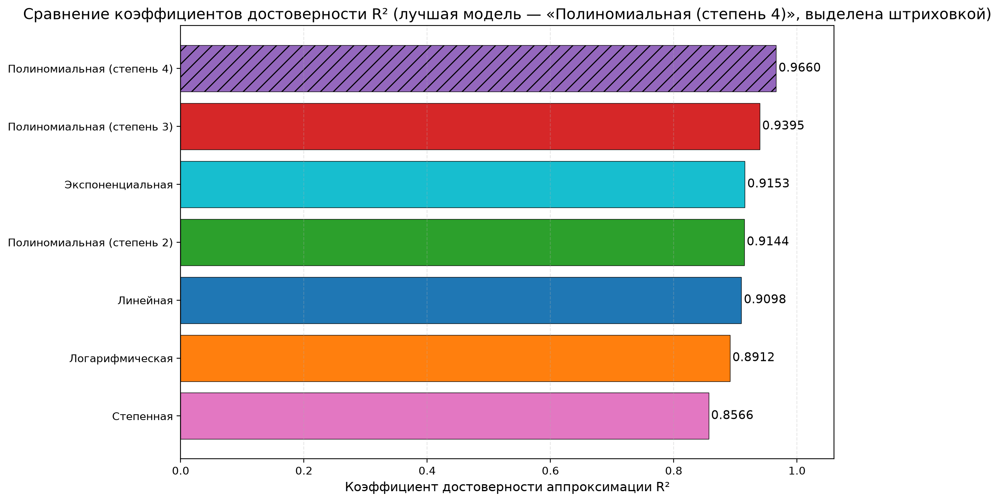 Сравнение коэффициентов достоверности R² (лучшая модель — «Полиномиальная (степень 4)», выделена штриховкой)
Полиномиальная (степень 4) 0.9660
Полиномиальная (степень 3) 0.9395
Экспоненциальная 0.9153
Полиномиальная (степень 2) 0.9144
Линейная 0.9098
Логарифмическая 0.8912
Степенная 0.8566
0.0 0.2 0.4 0.6 0.8 1.0
Коэффициент достоверности аппроксимации R²